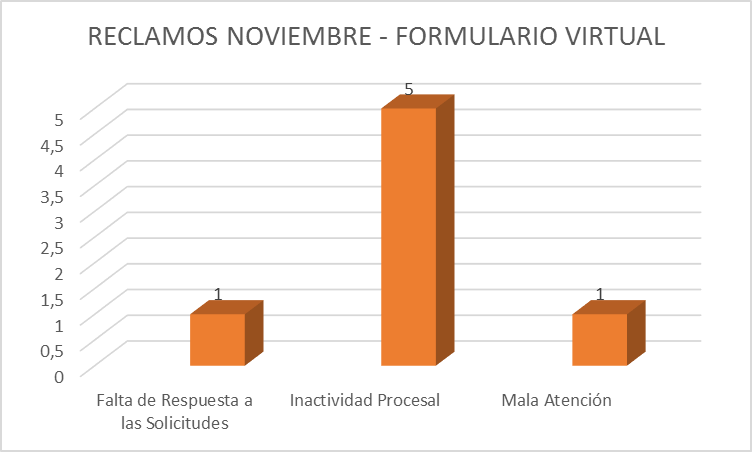 RECLAMOS NOVIEMBRE - FORMULARIO VIRTUAL
5
4,5
4
3,5
3
2,5
2
1,5
1
0,5
0
1
5
1
Falta de Respuesta a
las Solicitudes
Inactividad Procesal
Mala Atención